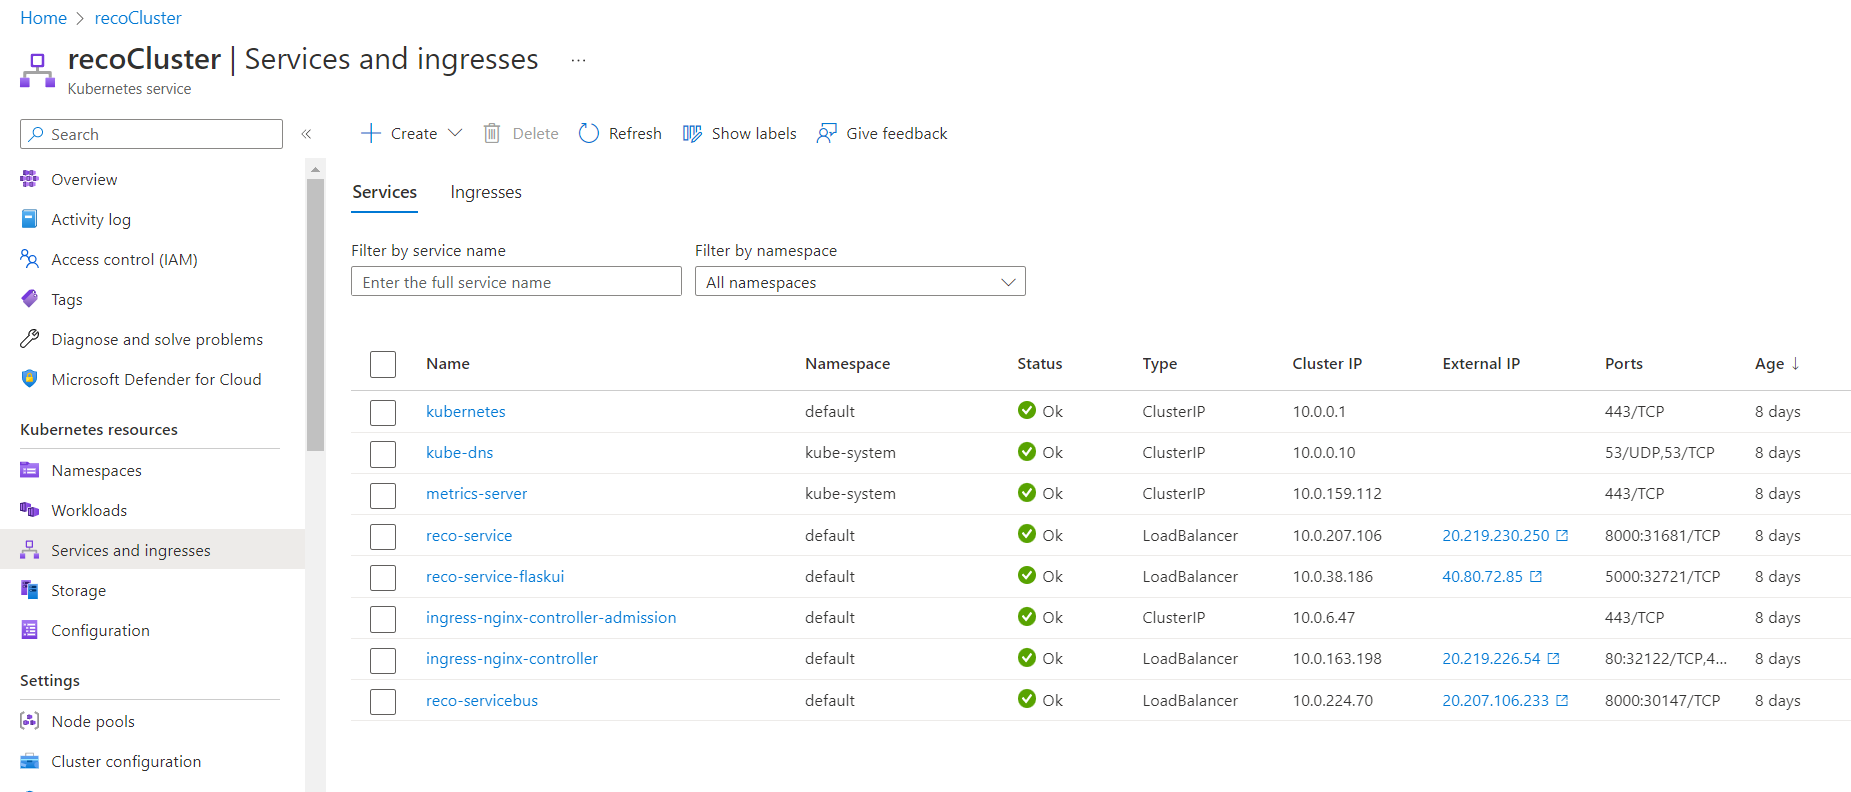 Home > recoCluster
recoCluster | Services and ingresses ...
Kubernetes service
Search «
Create Delete Refresh Show labels Give feedback
Overview
Activity log
Access control (IAM)
Tags
Diagnose and solve problems
Microsoft Defender for Cloud
Kubernetes resources
Namespaces
Workloads
Services and ingresses
Storage
Configuration
Settings
Node pools
Cluster configuration
Services Ingresses
Filter by service name Filter by namespace
Enter the full service name All namespaces
Name Namespace Status Type Cluster IP External IP Ports Age ↓
kubernetes default Ok ClusterIP 10.0.0.1 443/TCP 8 days
kube-dns kube-system Ok ClusterIP 10.0.0.10 53/UDP,53/TCP 8 days
metrics-server kube-system Ok ClusterIP 10.0.159.112 443/TCP 8 days
reco-service default Ok LoadBalancer 10.0.207.106 20.219.230.250 8000:31681/TCP 8 days
reco-service-flaskui default Ok LoadBalancer 10.0.38.186 40.80.72.85 5000:32721/TCP 8 days
ingress-nginx-controller-admission default Ok ClusterIP 10.0.6.47 443/TCP 8 days
ingress-nginx-controller default Ok LoadBalancer 10.0.163.198 20.219.226.54 80:32122/TCP,4... 8 days
reco-servicebus default Ok LoadBalancer 10.0.224.70 20.207.106.233 8000:30147/TCP 8 days